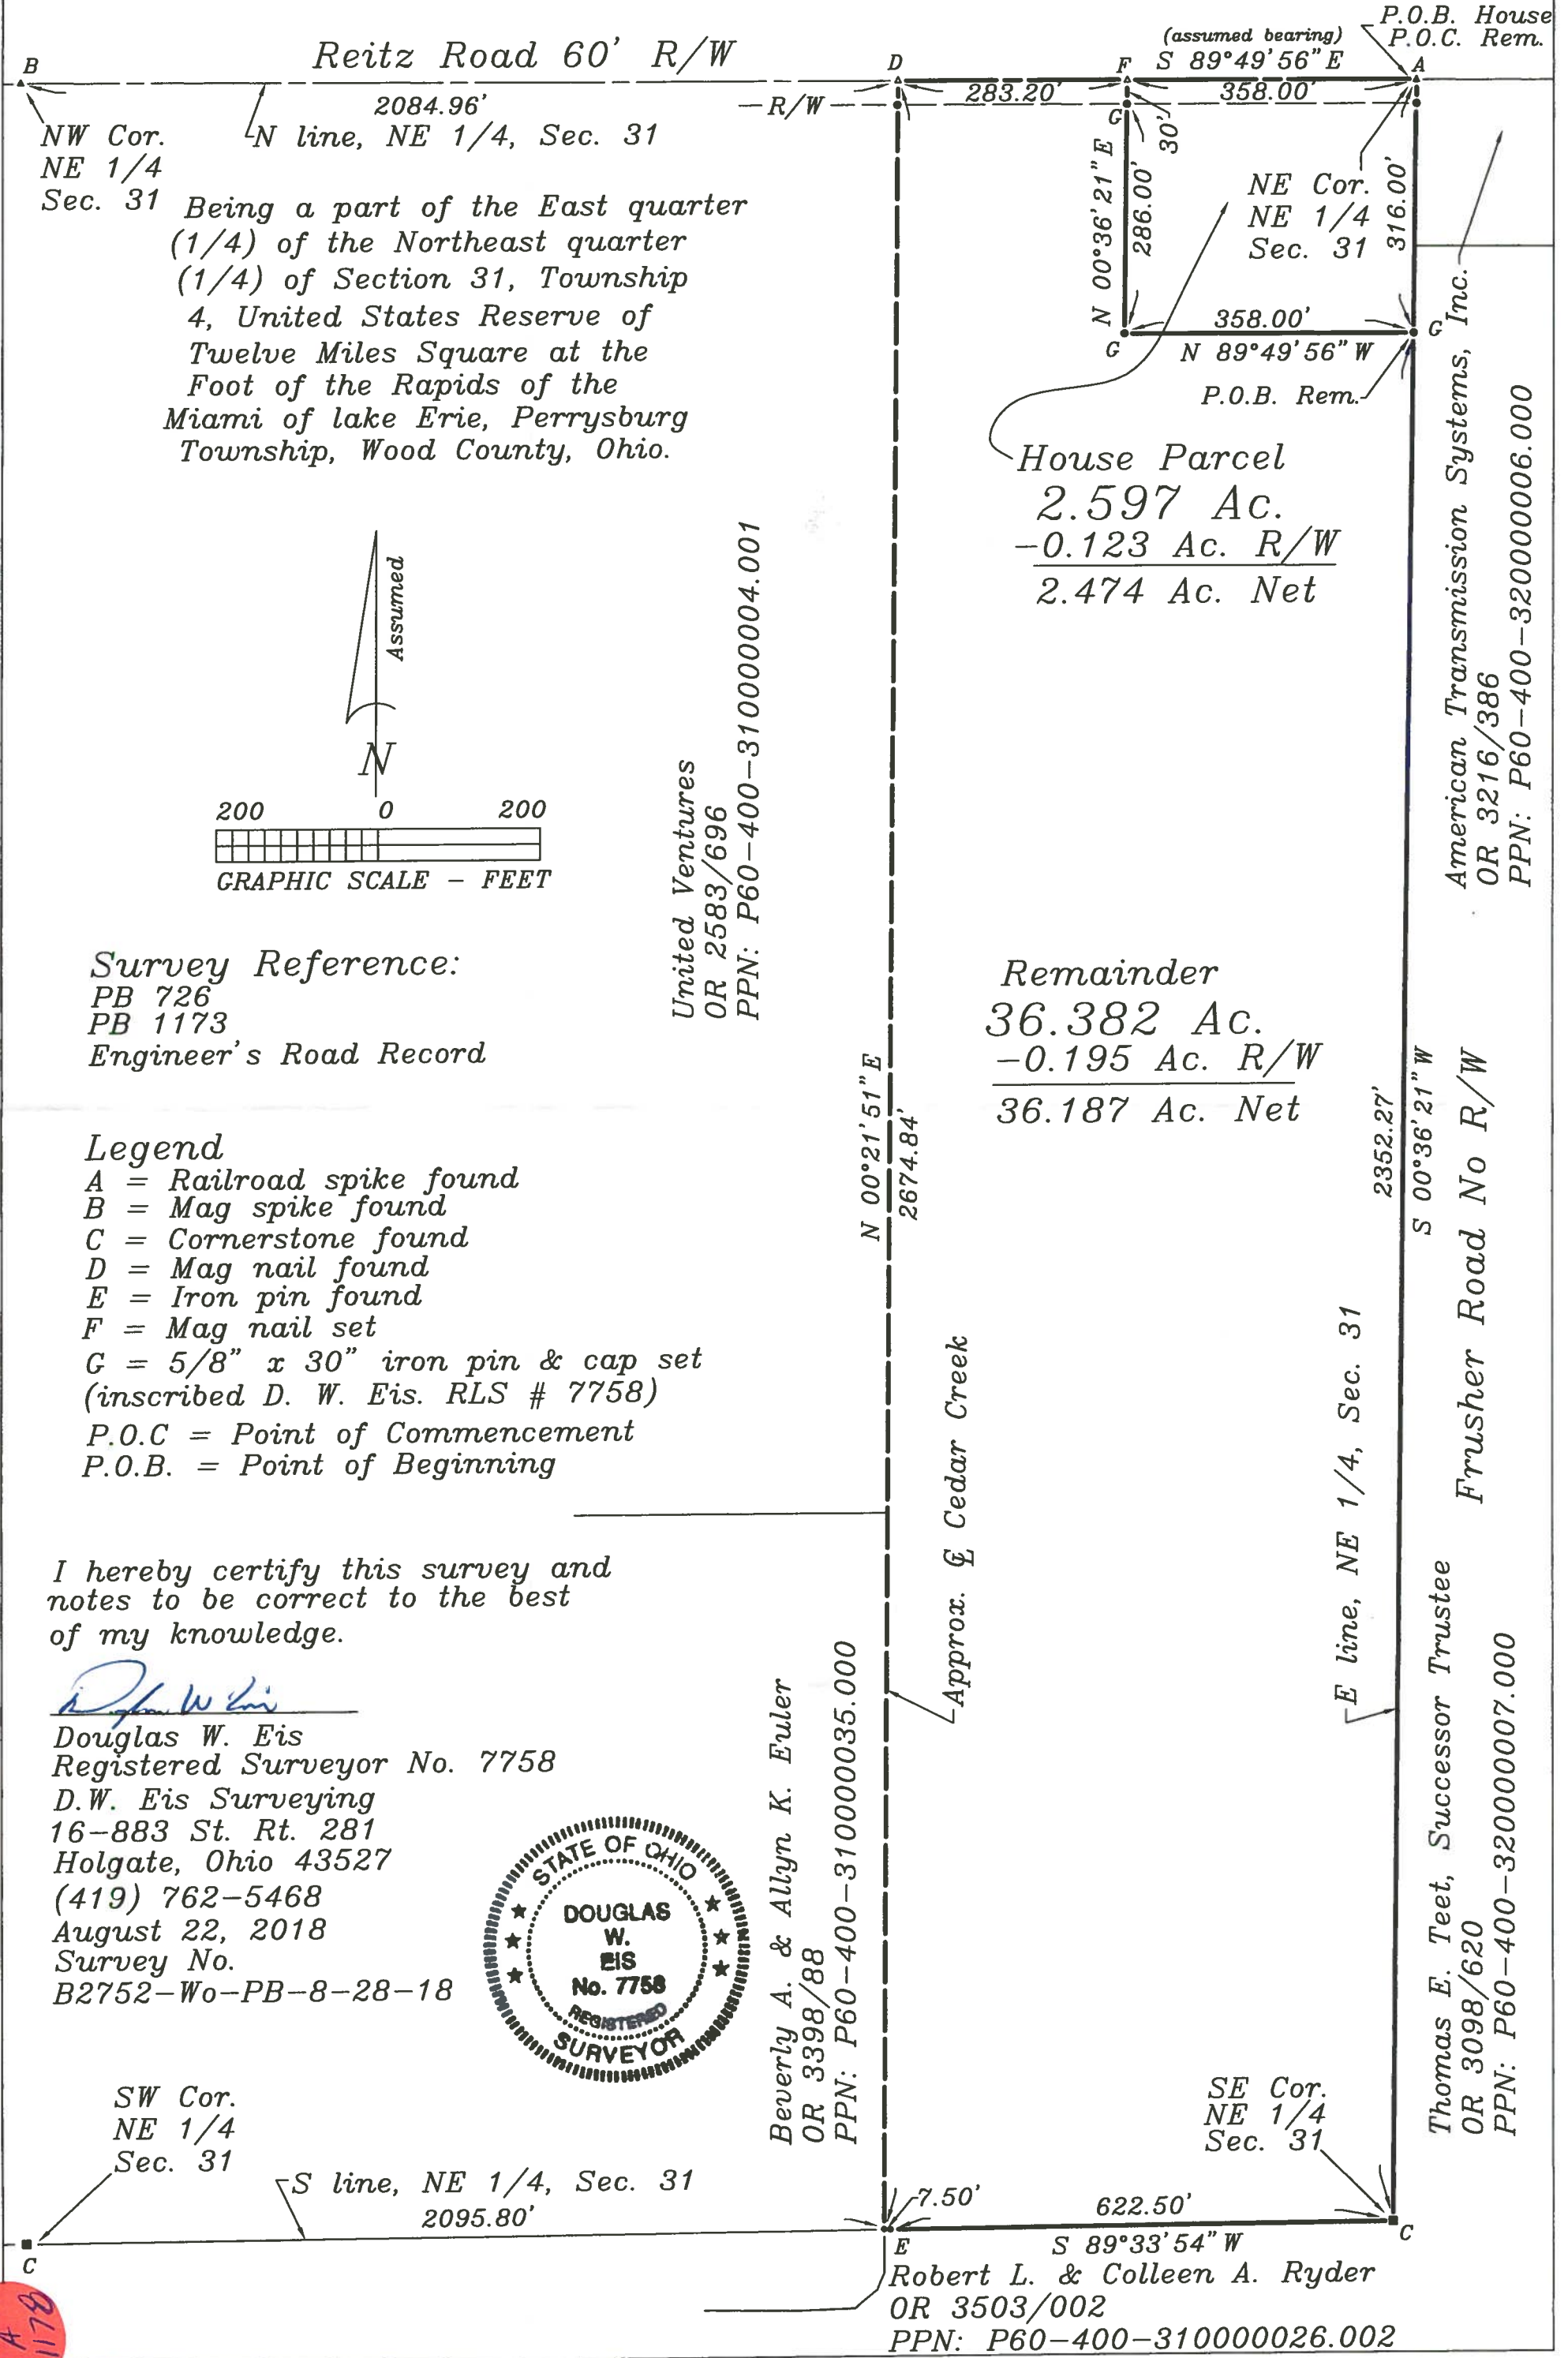 P.O.B. House
P.O.C. Rem.
(assumed bearing)
S 89°49'56" E
Reitz Road 60' R/W
B
D
F
A
2084.96'
—R/W—
283.20'
358.00'
NW Cor.
NE 1/4
Sec. 31
N line, NE 1/4, Sec. 31
G
30'
N 00°36'21" E
286.00'
NE Cor.
NE 1/4
Sec. 31
316.00'
Being a part of the East quarter
(1/4) of the Northeast quarter
(1/4) of Section 31, Township
4, United States Reserve of
Twelve Miles Square at the
Foot of the Rapids of the
Miami of lake Erie, Perrysburg
Township, Wood County, Ohio.
358.00'
G
G
N 89°49'56" W
P.O.B. Rem.
House Parcel
2.597 Ac.
-0.123 Ac. R/W
2.474 Ac. Net
American Transmission Systems, Inc.
OR 3216/386
PPN: P60-400-320000006.000
Assumed
N
200 0 200
GRAPHIC SCALE - FEET
United Ventures
OR 2583/696
PPN: P60-400-310000004.001
Survey Reference:
PB 726
PB 1173
Engineer's Road Record
Remainder
36.382 Ac.
-0.195 Ac. R/W
36.187 Ac. Net
N 00°21'51" E
2674.84'
2352.27'
S 00°36'21" W
Frusher Road No R/W
Legend
A = Railroad spike found
B = Mag spike found
C = Cornerstone found
D = Mag nail found
E = Iron pin found
F = Mag nail set
G = 5/8" x 30" iron pin & cap set
(inscribed D. W. Eis. RLS # 7758)
P.O.C = Point of Commencement
P.O.B. = Point of Beginning
Approx. ℄ Cedar Creek
E line, NE 1/4, Sec. 31
I hereby certify this survey and
notes to be correct to the best
of my knowledge.
Douglas W. Eis
Registered Surveyor No. 7758
D.W. Eis Surveying
16-883 St. Rt. 281
Holgate, Ohio 43527
(419) 762-5468
August 22, 2018
Survey No.
B2752-Wo-PB-8-28-18
STATE OF OHIO
DOUGLAS
W.
EIS
No. 7758
REGISTERED
SURVEYOR
Beverly A. & Allyn K. Euler
OR 3398/88
PPN: P60-400-310000035.000
Thomas E. Teet, Successor Trustee
OR 3098/620
PPN: P60-400-320000007.000
SW Cor.
NE 1/4
Sec. 31
SE Cor.
NE 1/4
Sec. 31
S line, NE 1/4, Sec. 31
2095.80'
7.50'
622.50'
C
E
S 89°33'54" W
C
Robert L. & Colleen A. Ryder
OR 3503/002
PPN: P60-400-310000026.002
A
1178